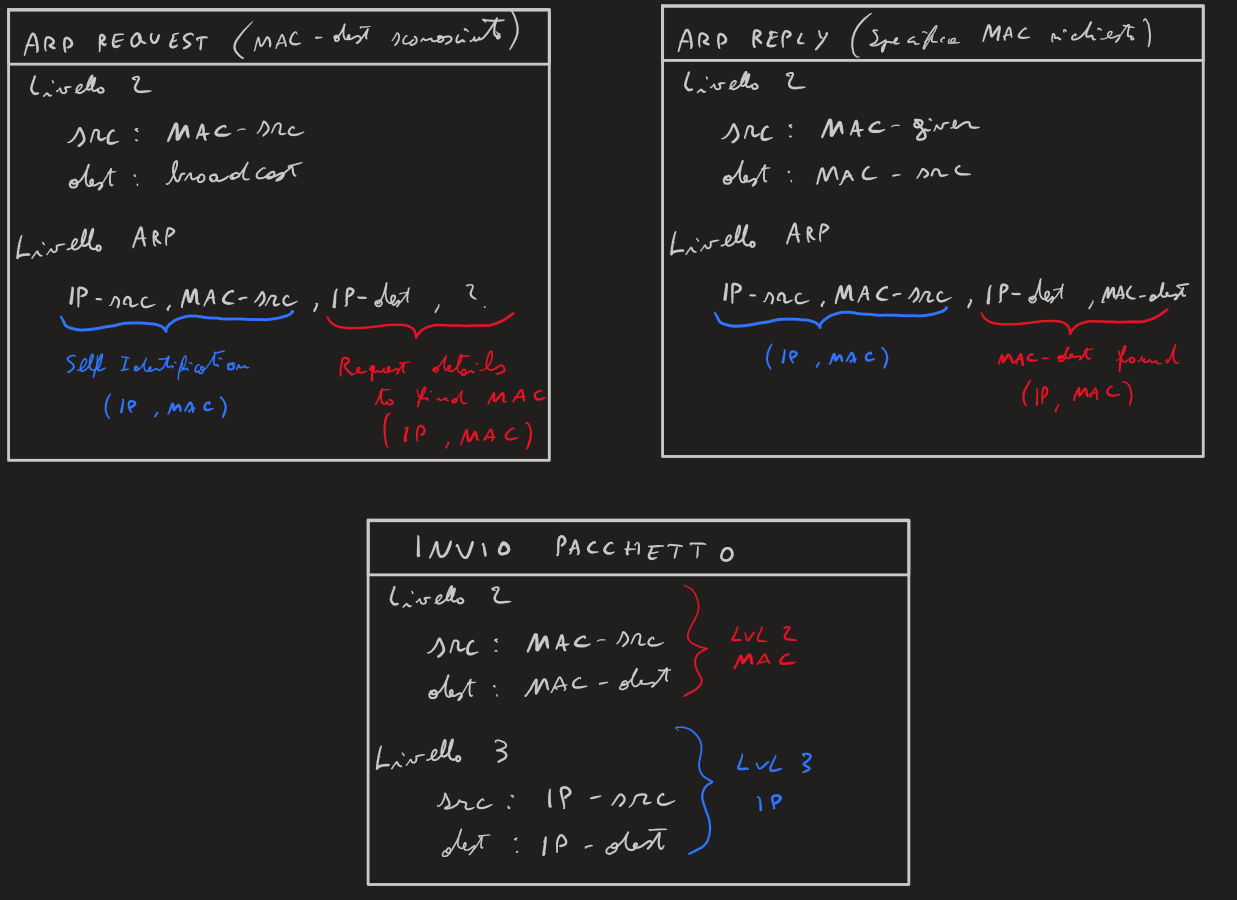 ARP REQUEST (MAC-dest sconosciuto)
Livello 2
src : MAC-src
dest : broadcast
Livello ARP
IP-src, MAC-src, IP-dest, ?
Self Identification
(IP, MAC)
Request details
to find MAC
(IP, MAC)
ARP REPLY (Specifica MAC richiesto)
Livello 2
src : MAC-given
dest : MAC-src
Livello ARP
IP-src, MAC-src, IP-dest, MAC-dest
(IP, MAC)
MAC-dest found
(IP, MAC)
INVIO PACCHETTO
Livello 2
src : MAC-src
dest : MAC-dest
LVL 2
MAC
Livello 3
src : IP-src
dest : IP-dest
LVL 3
IP